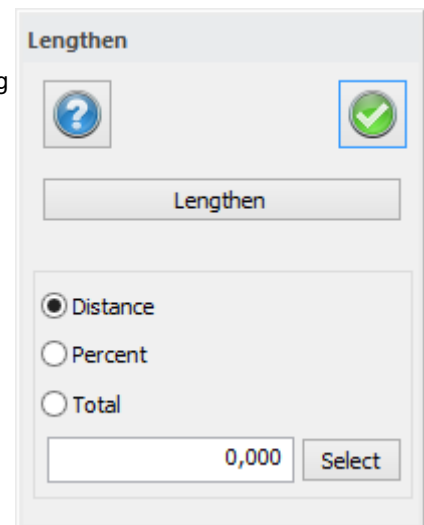 Lengthen
g
?
Lengthen
Distance
Percent
Total
0,000 Select